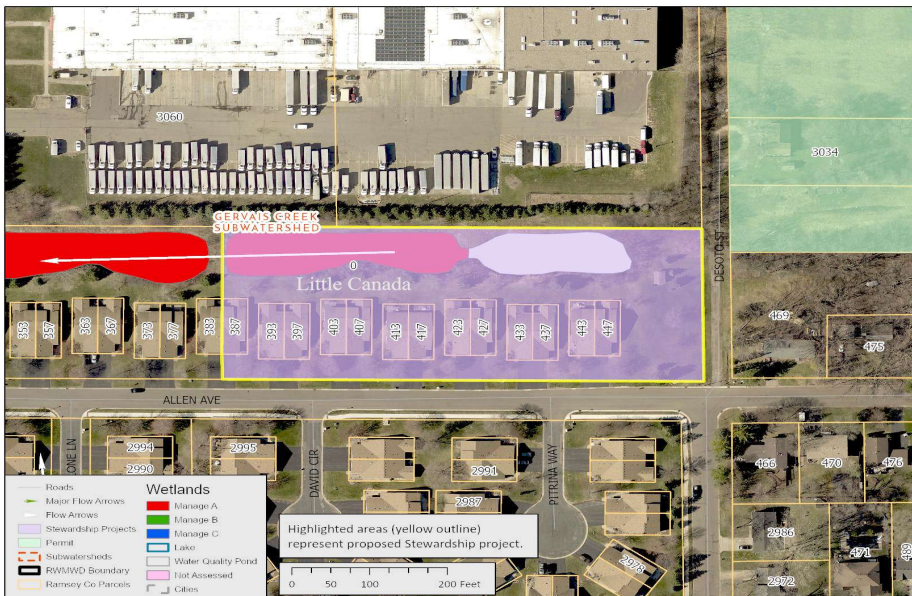 3060
3034
GERVAIS CREEK
SUBWATERSHED
DESOTO ST
0
Little Canada
353
357
363
367
373
377
383
387
393
397
403
407
413
417
423
427
433
437
443
447
469
475
ALLEN AVE
LONE LN
DAVID CIR
PITRINA WAY
2994
2990
2995
2991
2987
2978
466
470
476
2986
471
2972
489
Roads
Major Flow Arrows
Flow Arrows
Stewardship Projects
Permit
Subwatersheds
RWMWD Boundary
Ramsey Co Parcels
Wetlands
Manage A
Manage B
Manage C
Lake
Water Quality Pond
Not Assessed
Cities
Highlighted areas (yellow outline)
represent proposed Stewardship project.
0 50 100 200 Feet